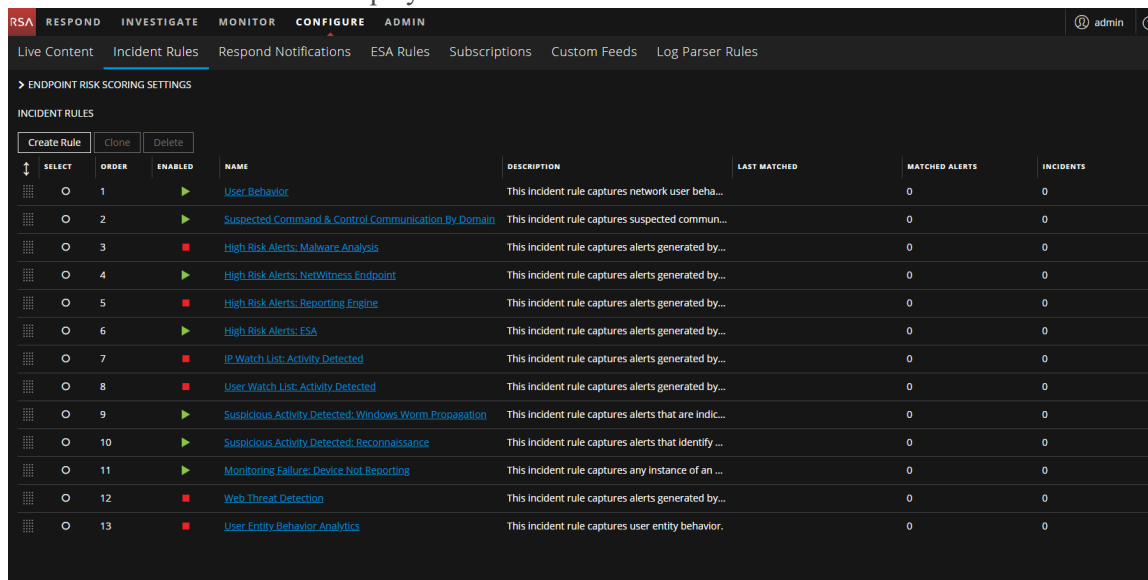 RSA RESPOND INVESTIGATE MONITOR CONFIGURE ADMIN admin
Live Content Incident Rules Respond Notifications ESA Rules Subscriptions Custom Feeds Log Parser Rules
ENDPOINT RISK SCORING SETTINGS
INCIDENT RULES
Create Rule Clone Delete
SELECT ORDER ENABLED NAME DESCRIPTION LAST MATCHED MATCHED ALERTS INCIDENTS
1 User Behavior This incident rule captures network user beha... 0 0
2 Suspected Command & Control Communication By Domain This incident rule captures suspected commun... 0 0
3 High Risk Alerts: Malware Analysis This incident rule captures alerts generated by... 0 0
4 High Risk Alerts: NetWitness Endpoint This incident rule captures alerts generated by... 0 0
5 High Risk Alerts: Reporting Engine This incident rule captures alerts generated by... 0 0
6 High Risk Alerts: ESA This incident rule captures alerts generated by... 0 0
7 IP Watch List: Activity Detected This incident rule captures alerts generated by... 0 0
8 User Watch List: Activity Detected This incident rule captures alerts generated by... 0 0
9 Suspicious Activity Detected: Windows Worm Propagation This incident rule captures alerts that are indic... 0 0
10 Suspicious Activity Detected: Reconnaissance This incident rule captures alerts that identify ... 0 0
11 Monitoring Failure: Device Not Reporting This incident rule captures any instance of an ... 0 0
12 Web Threat Detection This incident rule captures alerts generated by... 0 0
13 User Entity Behavior Analytics This incident rule captures user entity behavior. 0 0